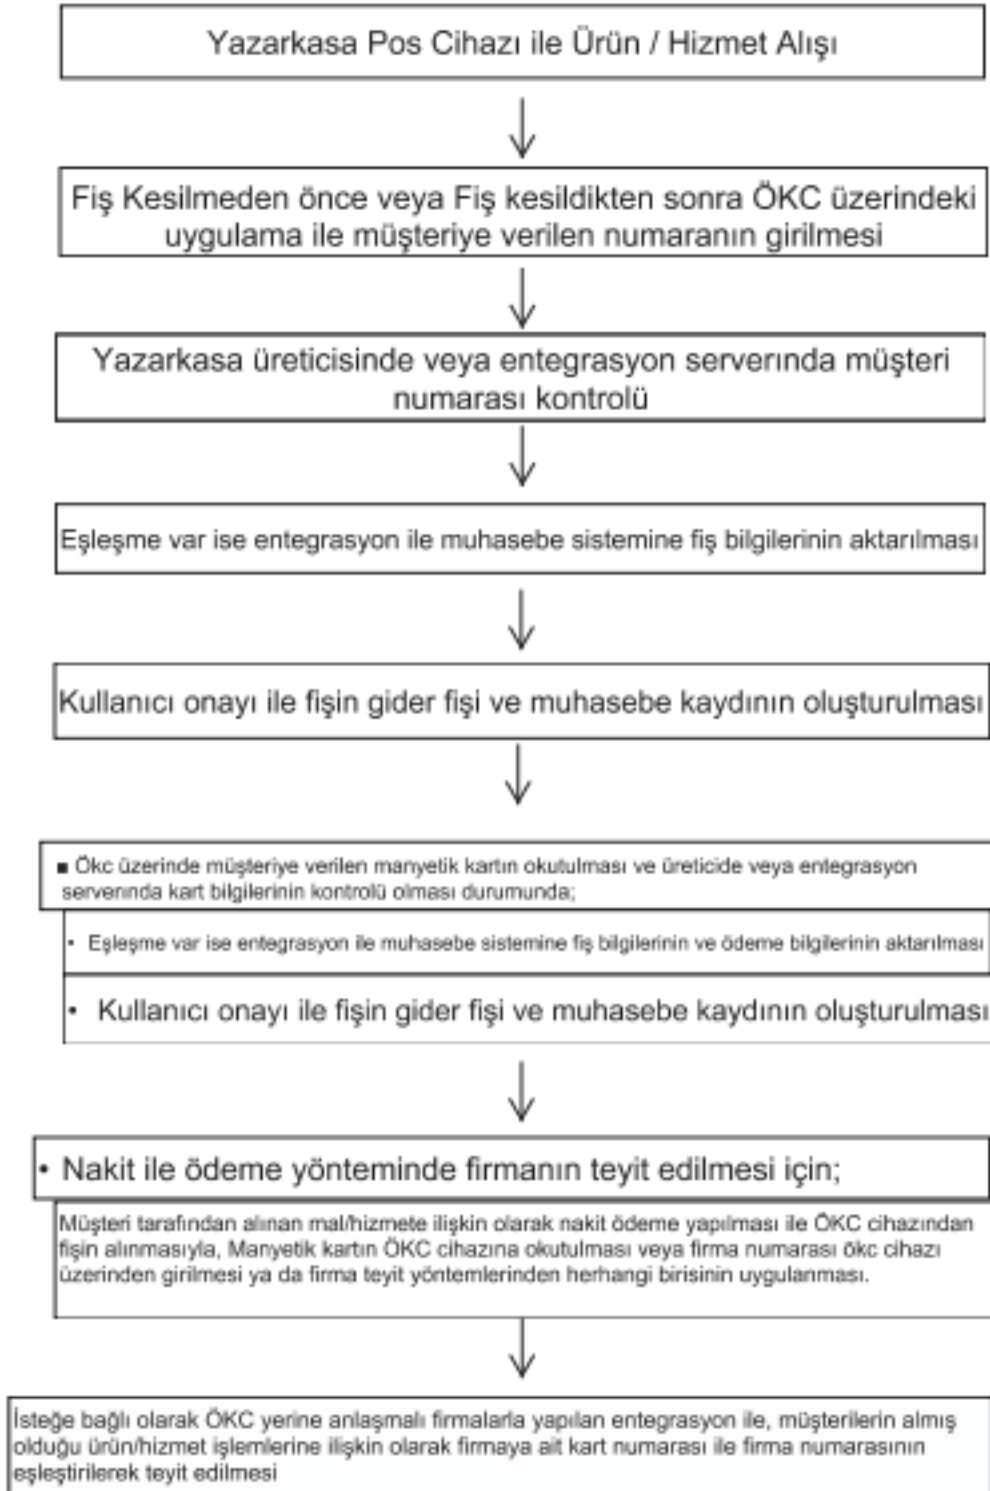 Yazarkasa Pos Cihazı ile Ürün / Hizmet Alışı
Fiş Kesilmeden önce veya Fiş kesildikten sonra ÖKC üzerindeki
uygulama ile müşteriye verilen numaranın girilmesi
Yazarkasa üreticisinde veya entegrasyon serverında müşteri
numarası kontrolü
Eşleşme var ise entegrasyon ile muhasebe sistemine fiş bilgilerinin aktarılması
Kullanıcı onayı ile fişin gider fişi ve muhasebe kaydının oluşturulması
▪ Ökc üzerinde müşteriye verilen manyetik kartın okutulması ve üreticide veya entegrasyon
serverında kart bilgilerinin kontrolü olması durumunda;
• Eşleşme var ise entegrasyon ile muhasebe sistemine fiş bilgilerinin ve ödeme bilgilerinin aktarılması
• Kullanıcı onayı ile fişin gider fişi ve muhasebe kaydının oluşturulması
• Nakit ile ödeme yönteminde firmanın teyit edilmesi için;
Müşteri tarafından alınan mal/hizmete ilişkin olarak nakit ödeme yapılması ile ÖKC cihazından
fişin alınmasıyla, Manyetik kartın ÖKC cihazına okutulması veya firma numarası ökc cihazı
üzerinden girilmesi ya da firma teyit yöntemlerinden herhangi birisinin uygulanması.
İsteğe bağlı olarak ÖKC yerine anlaşmalı firmalarla yapılan entegrasyon ile, müşterilerin almış
olduğu ürün/hizmet işlemlerine ilişkin olarak firmaya ait kart numarası ile firma numarasının
eşleştirilerek teyit edilmesi